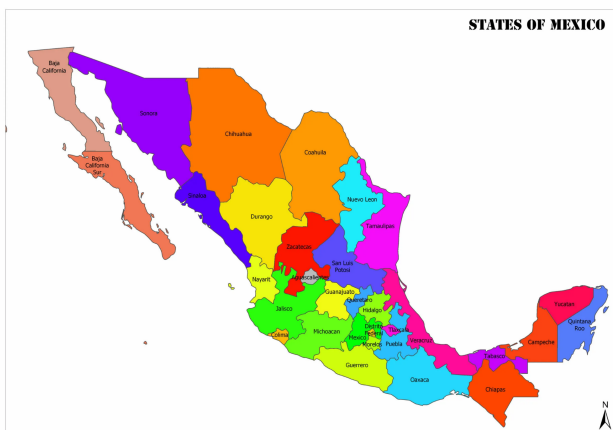 STATES OF MEXICO
Baja
California
Sonora
Chihuahua
Coahuila
Baja
California
Sur
Sinaloa
Nuevo Leon
Durango
Tamaulipas
Zacatecas
San Luis
Potosi
Aguascalientes
Nayarit
Guanajuato
Queretaro
Hidalgo
Jalisco
Yucatan
Quintana
Roo
Colima
Michoacan
Mexico
Distrito
Federal
Tlaxcala
Morelos
Puebla
Veracruz
Campeche
Tabasco
Guerrero
Oaxaca
Chiapas
N